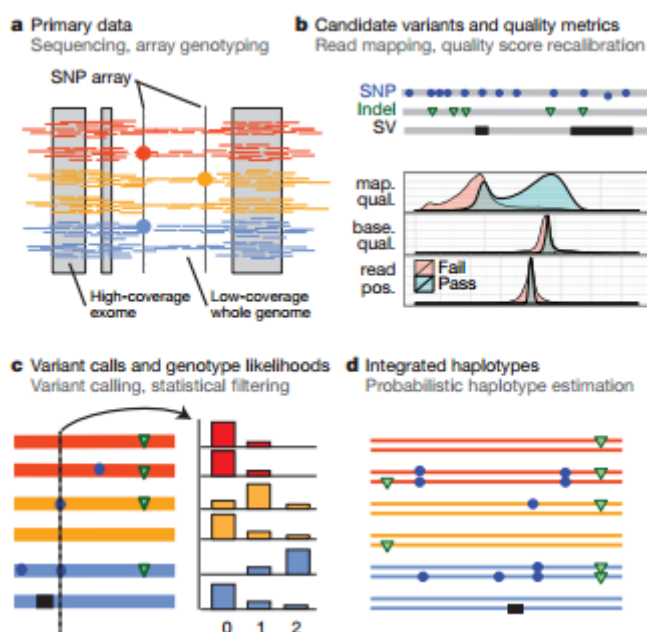 a Primary data
Sequencing, array genotyping
SNP array
High-coverage
exome
Low-coverage
whole genome
b Candidate variants and quality metrics
Read mapping, quality score recalibration
SNP
Indel
SV
map.
qual.
base.
qual.
read
pos.
Fail
Pass
c Variant calls and genotype likelihoods
Variant calling, statistical filtering
0 1 2
d Integrated haplotypes
Probabilistic haplotype estimation